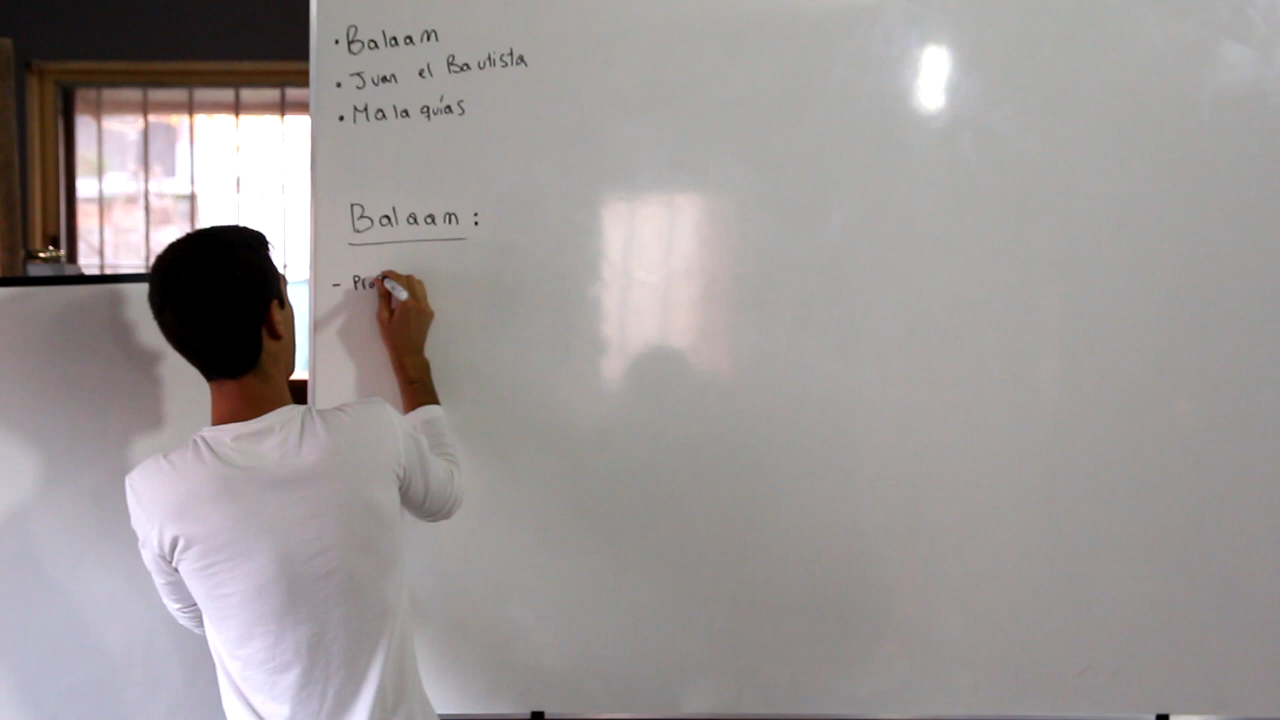 · Balaam
· Juan el Bautista
· Malaquías
Balaam :
- Pro